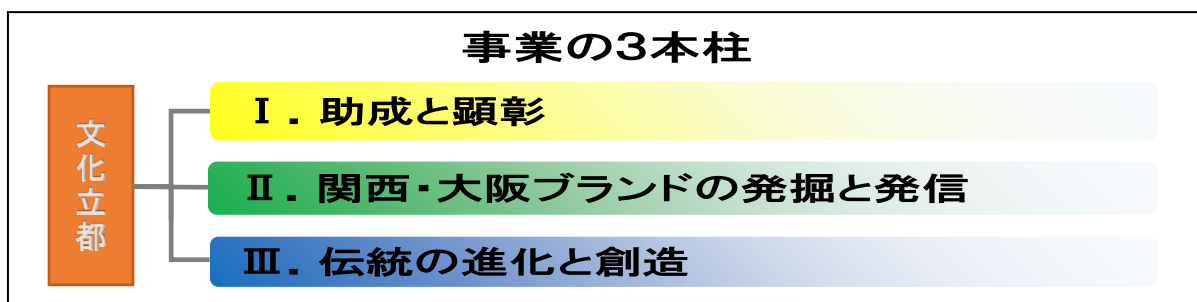 事業の3本柱
文化立都
Ⅰ．助成と顕彰
Ⅱ．関西・大阪ブランドの発掘と発信
Ⅲ．伝統の進化と創造